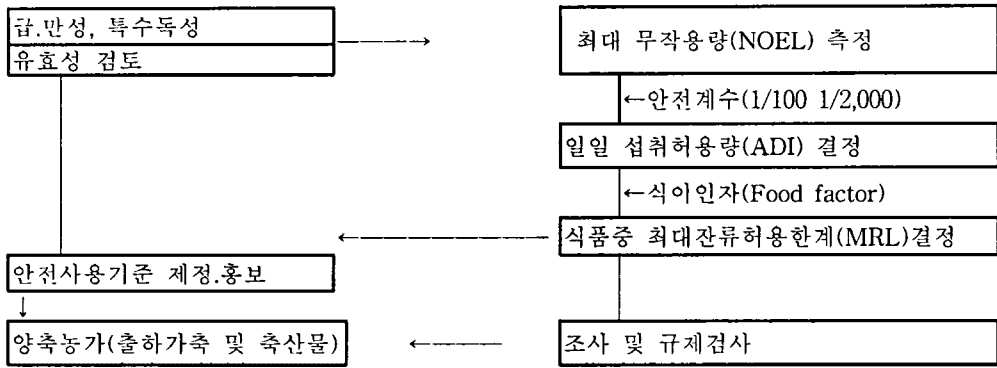 급.만성, 특수독성
유효성 검토
최대 무작용량(NOEL) 측정
←안전계수(1/100 1/2,000)
일일 섭취허용량(ADI) 결정
←식이인자(Food factor)
식품중 최대잔류허용한계(MRL)결정
안전사용기준 제정.홍보
양축농가(출하가축 및 축산물)
조사 및 규제검사